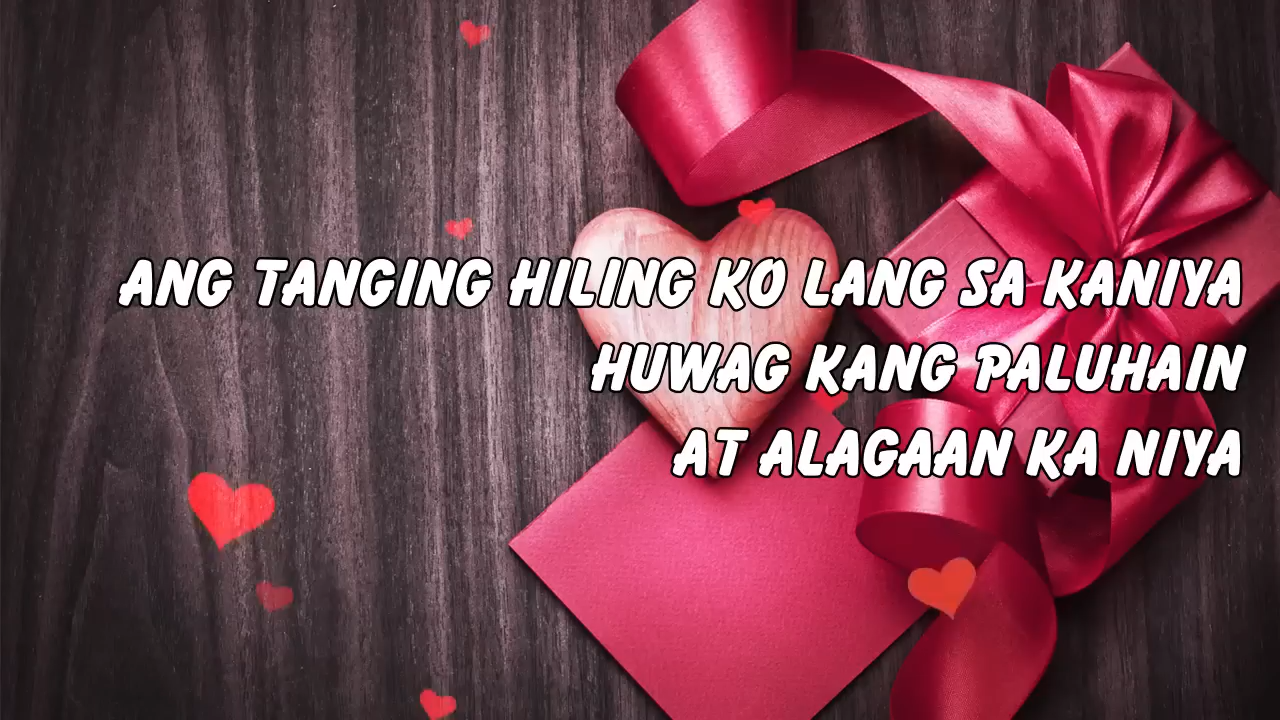 ANG TANGING HILING KO LANG SA KANIYA
HUWAG KANG PALUHAIN
AT ALAGAAN KA NIYA